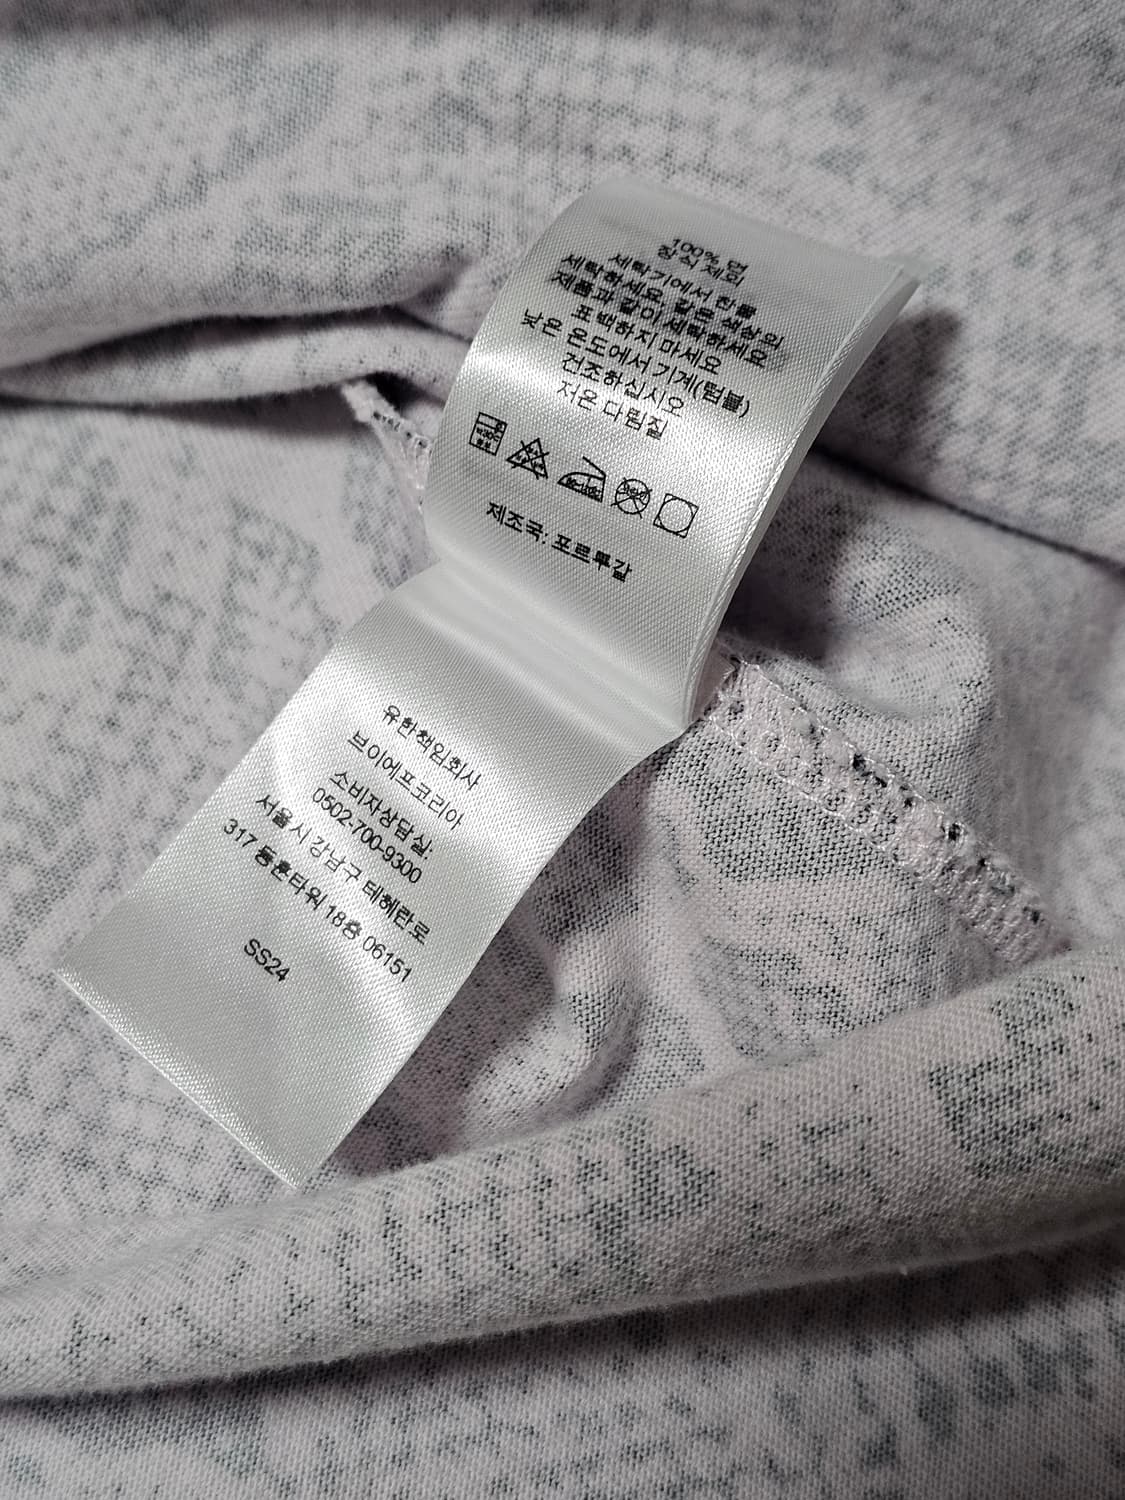 100% 면
장식 제외
세탁기에서 찬물
세탁하세요 같은 색상의
제품과 같이 세탁하세요
표백하지 마세요
낮은 온도에서 기계(텀블)
건조하십시오
저온 다림질
제조국: 포르투갈
유한책임회사
브이에프코리아
소비자상담실:
0502-700-9300
서울시 강남구 테헤란로
317 동훈타워 18층 06151
SS24